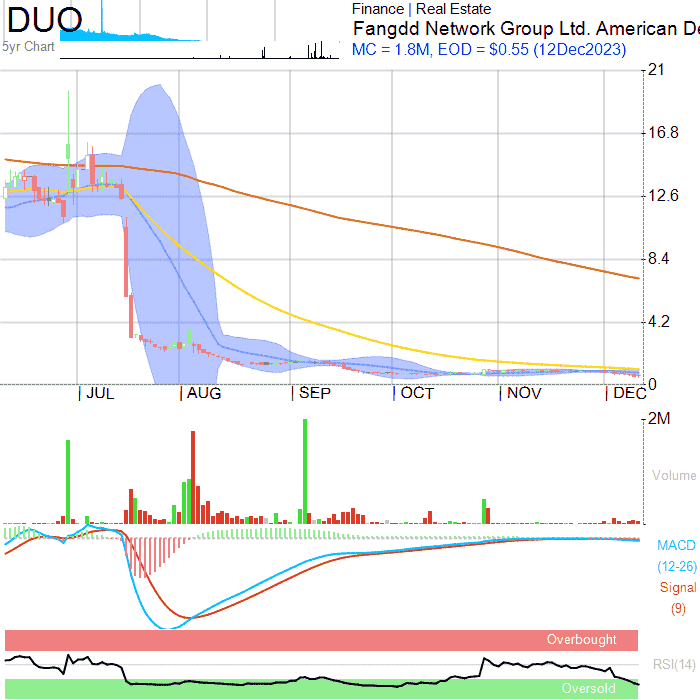 DUO
5yr Chart
Finance | Real Estate
Fangdd Network Group Ltd. American De
MC = 1.8M, EOD = $0.55 (12Dec2023)
21
16.8
12.6
8.4
4.2
0
JUL AUG SEP OCT NOV DEC
2M
Volume
MACD
(12-26)
Signal
(9)
Overbought
RSI(14)
Oversold